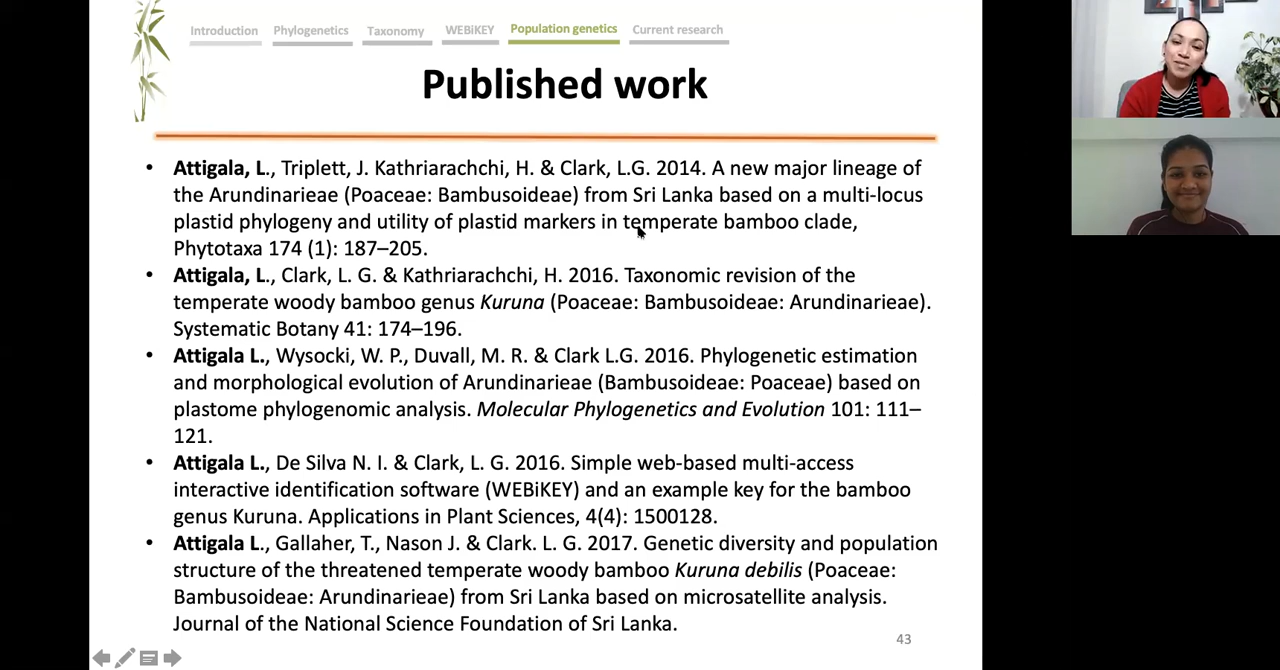 Introduction Phylogenetics Taxonomy WEBiKEY Population genetics Current research
Published work
• Attigala, L., Triplett, J. Kathriarachchi, H. & Clark, L.G. 2014. A new major lineage of
the Arundinarieae (Poaceae: Bambusoideae) from Sri Lanka based on a multi-locus
plastid phylogeny and utility of plastid markers in temperate bamboo clade,
Phytotaxa 174 (1): 187–205.
• Attigala, L., Clark, L. G. & Kathriarachchi, H. 2016. Taxonomic revision of the
temperate woody bamboo genus Kuruna (Poaceae: Bambusoideae: Arundinarieae).
Systematic Botany 41: 174–196.
• Attigala L., Wysocki, W. P., Duvall, M. R. & Clark L.G. 2016. Phylogenetic estimation
and morphological evolution of Arundinarieae (Bambusoideae: Poaceae) based on
plastome phylogenomic analysis. Molecular Phylogenetics and Evolution 101: 111–
121.
• Attigala L., De Silva N. I. & Clark, L. G. 2016. Simple web-based multi-access
interactive identification software (WEBiKEY) and an example key for the bamboo
genus Kuruna. Applications in Plant Sciences, 4(4): 1500128.
• Attigala L., Gallaher, T., Nason J. & Clark. L. G. 2017. Genetic diversity and population
structure of the threatened temperate woody bamboo Kuruna debilis (Poaceae:
Bambusoideae: Arundinarieae) from Sri Lanka based on microsatellite analysis.
Journal of the National Science Foundation of Sri Lanka.
43